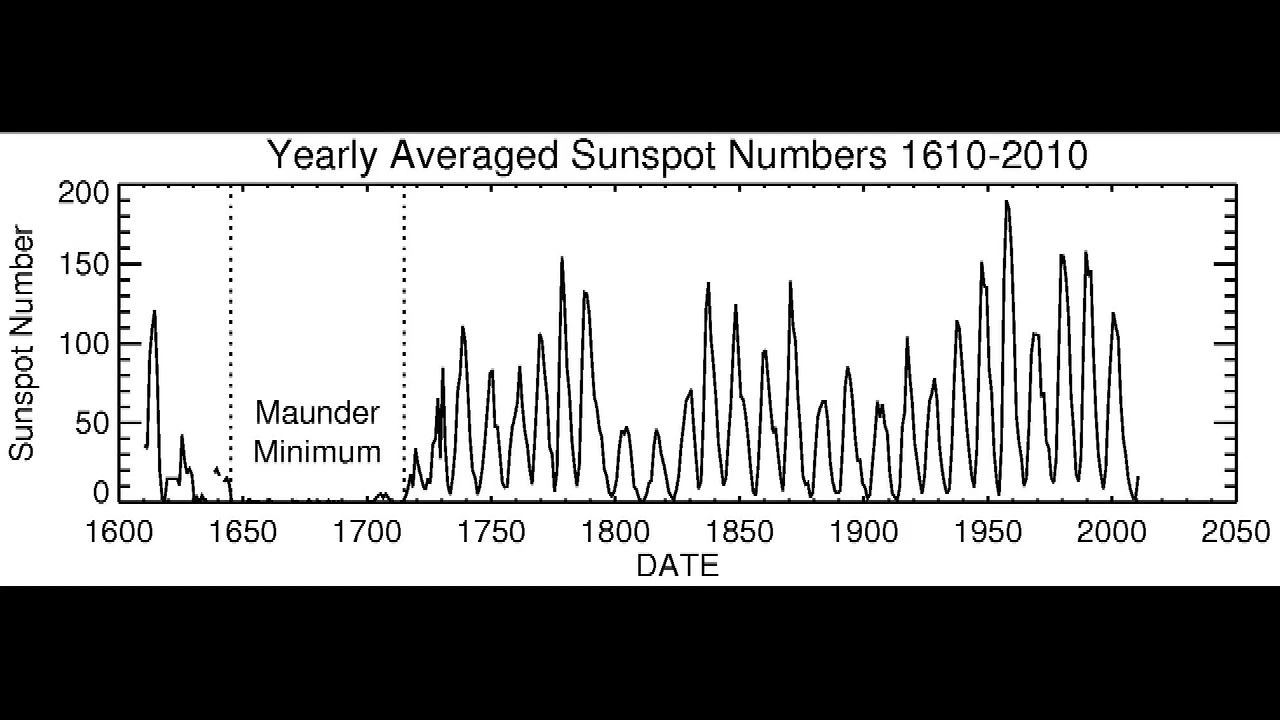 Yearly Averaged Sunspot Numbers 1610-2010
Sunspot Number
200
150
100
50
0
Maunder
Minimum
1600 1650 1700 1750 1800 1850 1900 1950 2000 2050
DATE